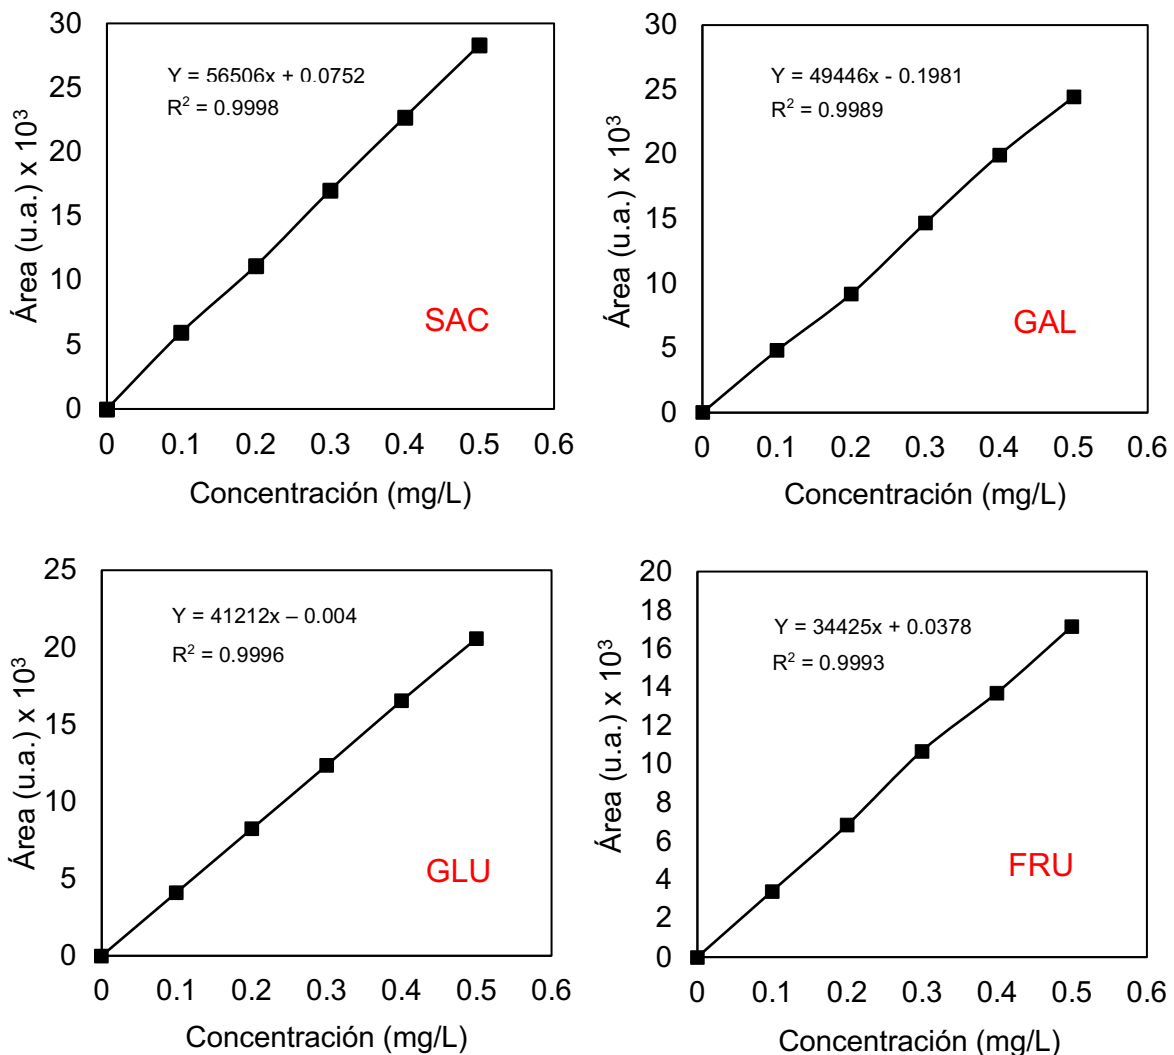 30
25
20
15
10
5
0
Área (u.a.) x 10³
Y = 56506x + 0.0752
R² = 0.9998
SAC
0 0.1 0.2 0.3 0.4 0.5 0.6
Concentración (mg/L)
30
25
20
15
10
5
0
Área (u.a.) x 10³
Y = 49446x - 0.1981
R² = 0.9989
GAL
0 0.1 0.2 0.3 0.4 0.5 0.6
Concentración (mg/L)
25
20
15
10
5
0
Área (u.a.) x 10³
Y = 41212x – 0.004
R² = 0.9996
GLU
0 0.1 0.2 0.3 0.4 0.5 0.6
Concentración (mg/L)
20
18
16
14
12
10
8
6
4
2
0
Área (u.a.) x 10³
Y = 34425x + 0.0378
R² = 0.9993
FRU
0 0.1 0.2 0.3 0.4 0.5 0.6
Concentración (mg/L)